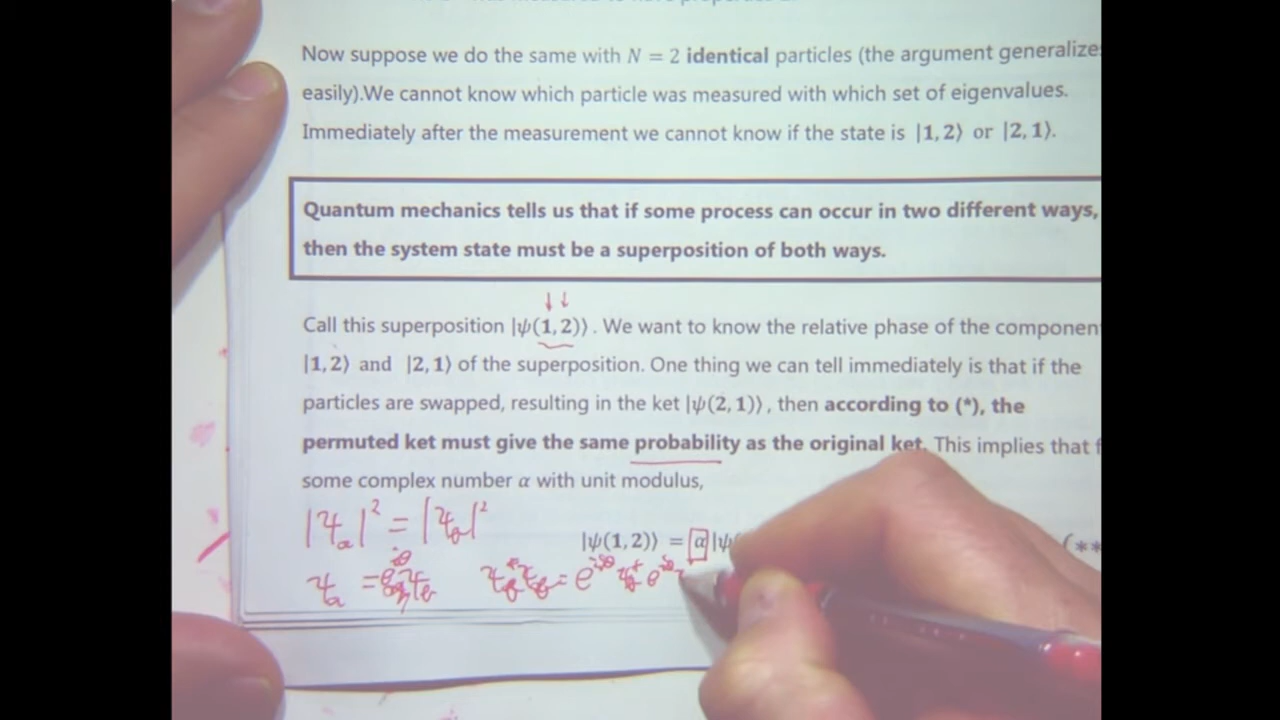 Now suppose we do the same with N = 2 identical particles (the argument generalize
easily).We cannot know which particle was measured with which set of eigenvalues.
Immediately after the measurement we cannot know if the state is |1, 2⟩ or |2, 1⟩.
Quantum mechanics tells us that if some process can occur in two different ways,
then the system state must be a superposition of both ways.
↓ ↓
Call this superposition |ψ(1, 2)⟩ . We want to know the relative phase of the componen
|1, 2⟩ and |2, 1⟩ of the superposition. One thing we can tell immediately is that if the
particles are swapped, resulting in the ket |ψ(2, 1)⟩ , then according to (*), the
permuted ket must give the same probability as the original ket. This implies that f
some complex number α with unit modulus,
|ψₐ|² = |ψ_b|²
|ψ(1, 2)⟩ = α |ψ (**